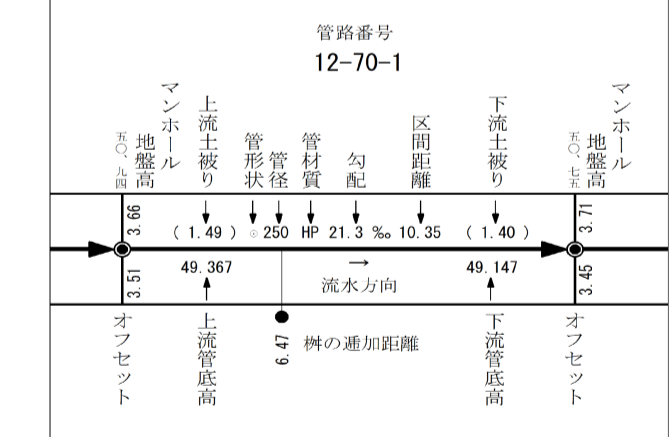 管路番号
12-70-1
マンホール
地盤高
五〇、九四
上流土被り
管形状
管径
管材質
勾配
区間距離
下流土被り
マンホール
地盤高
五〇、七五
3.66
( 1.49 ) ○ 250 HP 21.3 ‰ 10.35 ( 1.40 )
3.71
3.51
49.367
→
流水方向
49.147
3.45
オフセット
上流管底高
6.47
桝の逓加距離
下流管底高
オフセット